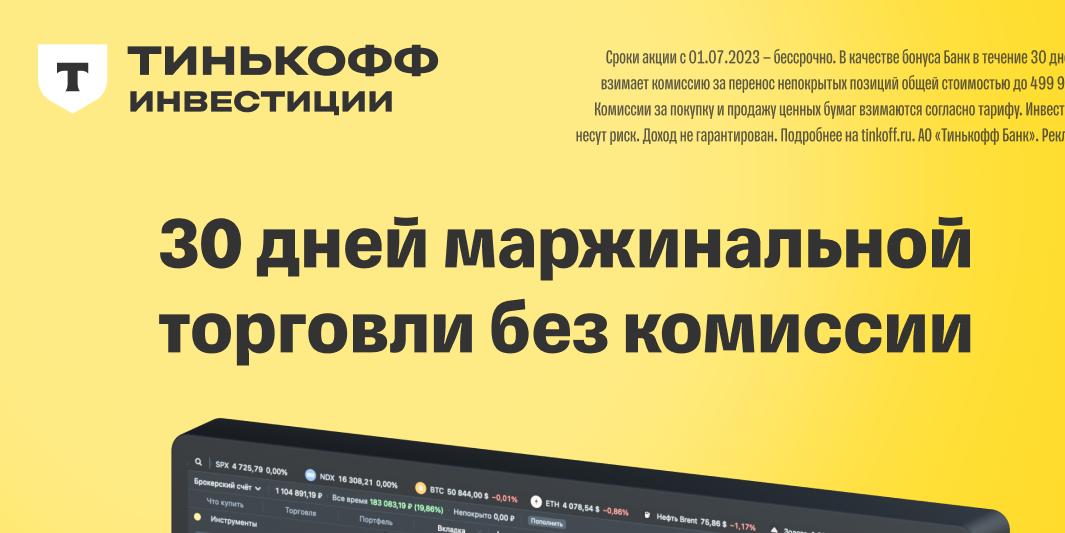 ТИНЬКОФФ
ИНВЕСТИЦИИ
Сроки акции с 01.07.2023 – бессрочно. В качестве бонуса Банк в течение 30
взимает комиссию за перенос непокрытых позиций общей стоимостью до 499 9
Комиссии за покупку и продажу ценных бумаг взимаются согласно тарифу.
несут риск. Доход не гарантирован. Подробнее на tinkoff.ru. АО «Тинькофф Банк».
30 дней маржинальной
торговли без комиссии
SPX 4 725,79 0,00% NDX 16 308,21 0,00% BTC 50 844,00 $ −0,01% ETH 4 078,54 $ −0,86% Нефть Brent 75,86 $ −1,17%
Брокерский счёт 1 104 891,19 ₽ Все время 183 083,19 ₽ (19,86%) Непокрыто 0,00 ₽ Пополнить
Что купить Торговля Портфель Вкладка
Инструменты